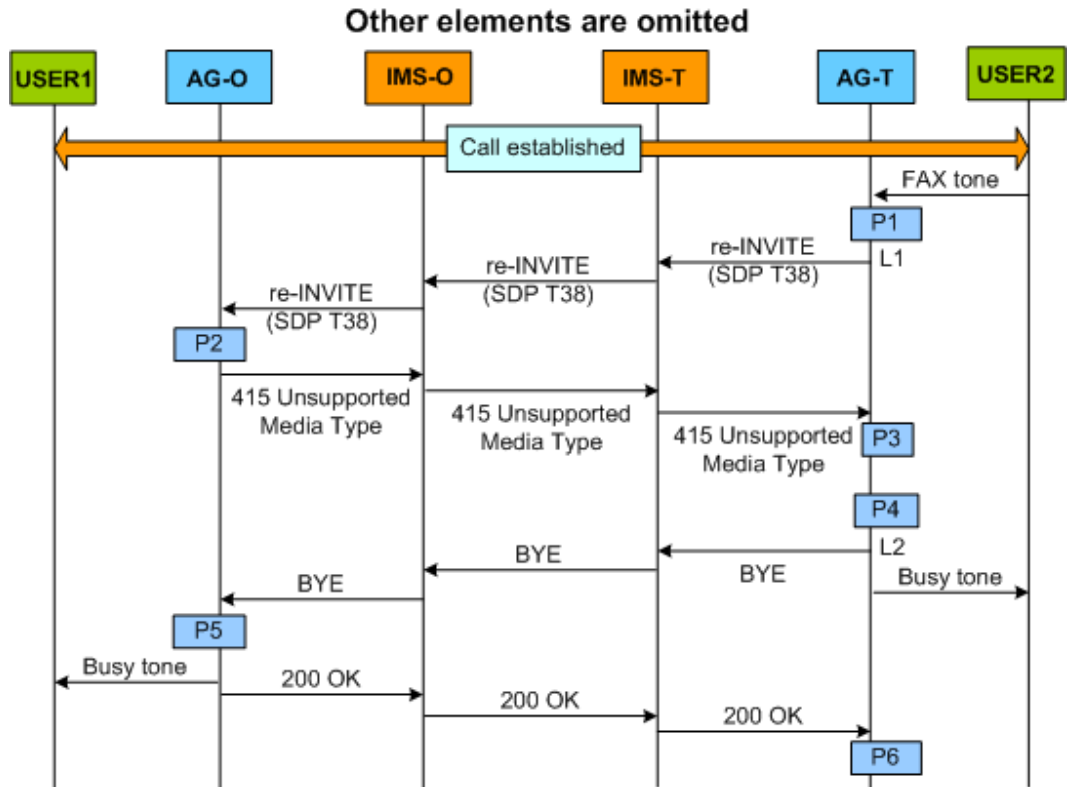 Other elements are omitted
USER1
AG-O
IMS-O
IMS-T
AG-T
USER2
Call established
FAX tone
P1
L1
re-INVITE
(SDP T38)
re-INVITE
(SDP T38)
re-INVITE
(SDP T38)
P2
415 Unsupported
Media Type
415 Unsupported
Media Type
415 Unsupported
Media Type
P3
P4
L2
BYE
BYE
BYE
Busy tone
P5
Busy tone
200 OK
200 OK
200 OK
P6